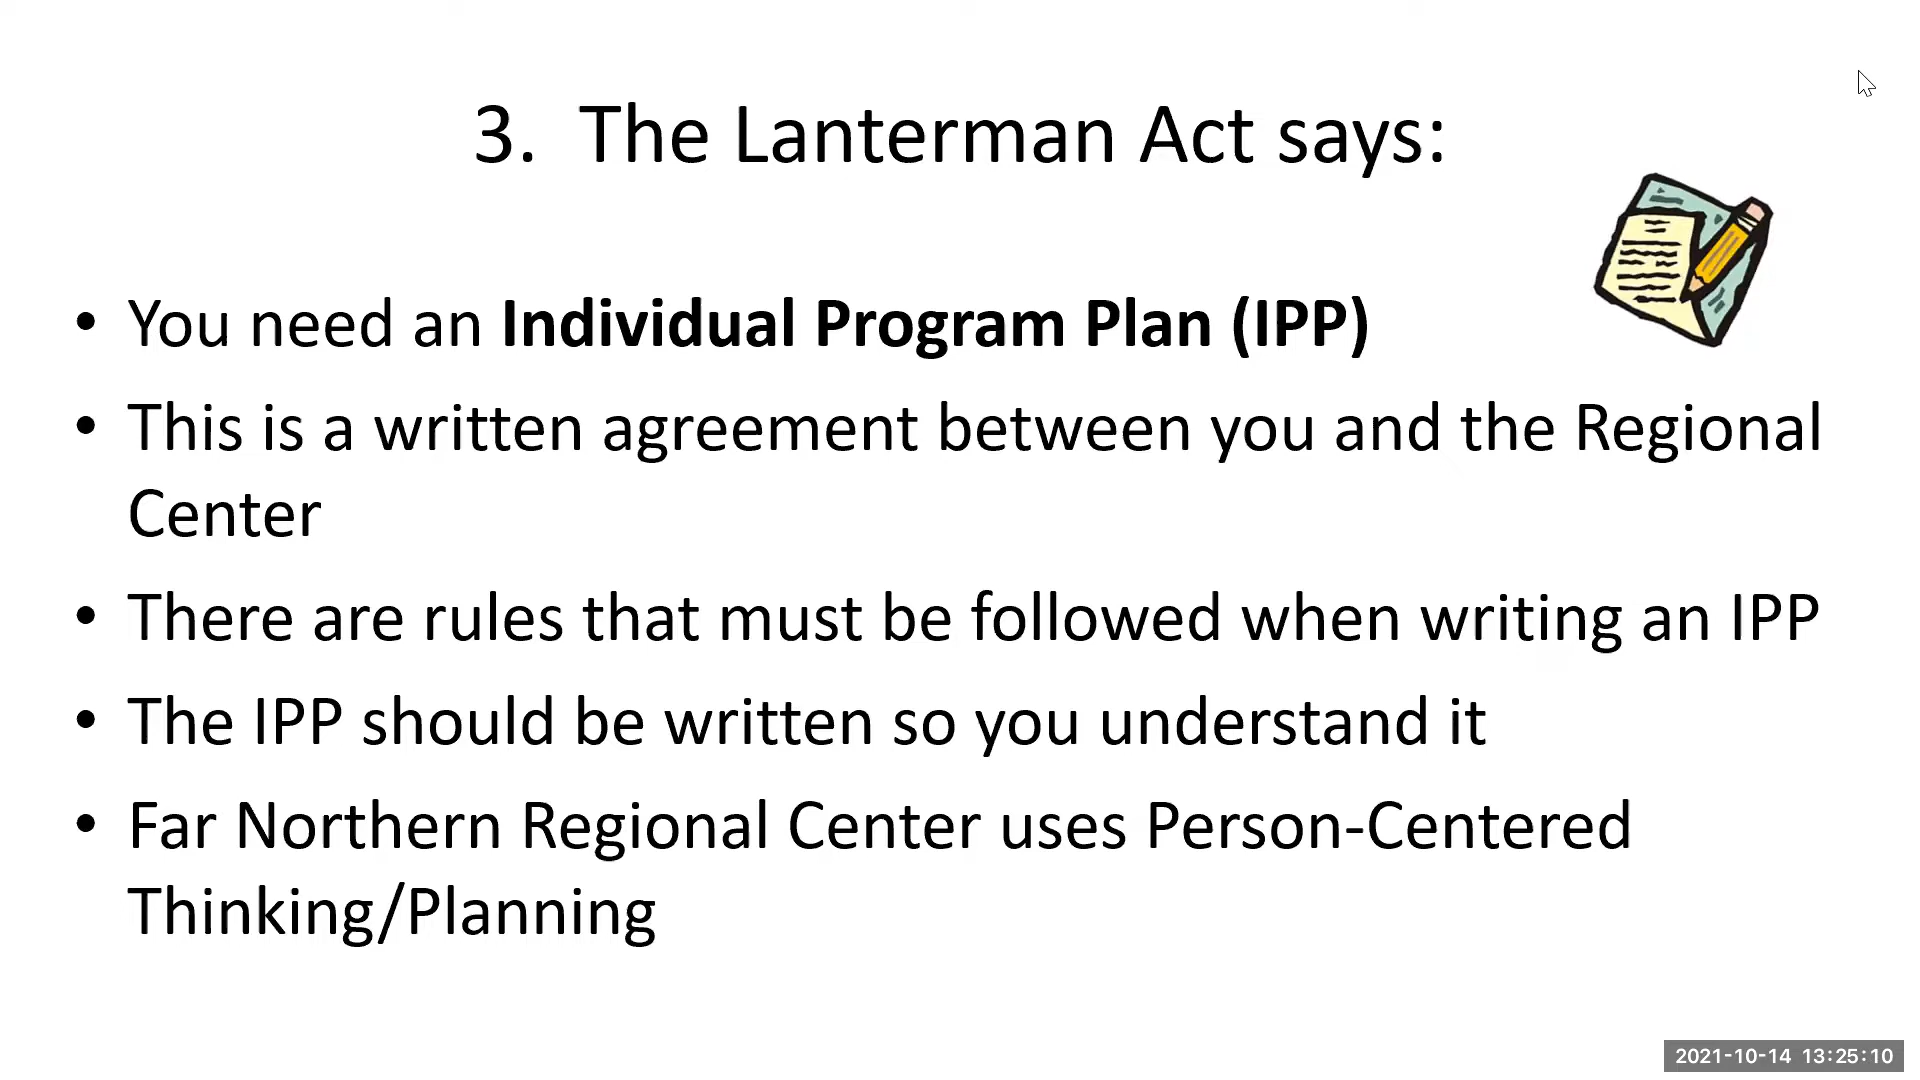 3. The Lanterman Act says:
• You need an Individual Program Plan (IPP)
• This is a written agreement between you and the Regional
Center
• There are rules that must be followed when writing an IPP
• The IPP should be written so you understand it
• Far Northern Regional Center uses Person-Centered
Thinking/Planning
2021-10-14 13:25:10